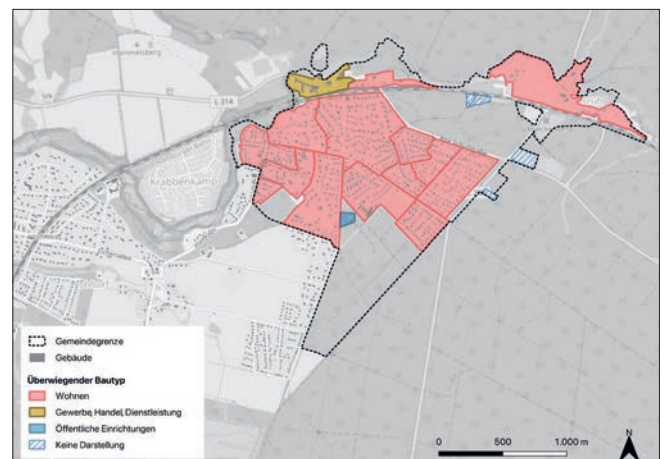 Hammelsberg
L 314
Krabbenkamp
Gemeindegrenze
Gebäude
Überwiegender Bautyp
Wohnen
Gewerbe, Handel, Dienstleistung
Öffentliche Einrichtungen
Keine Darstellung
0 500 1.000 m
N